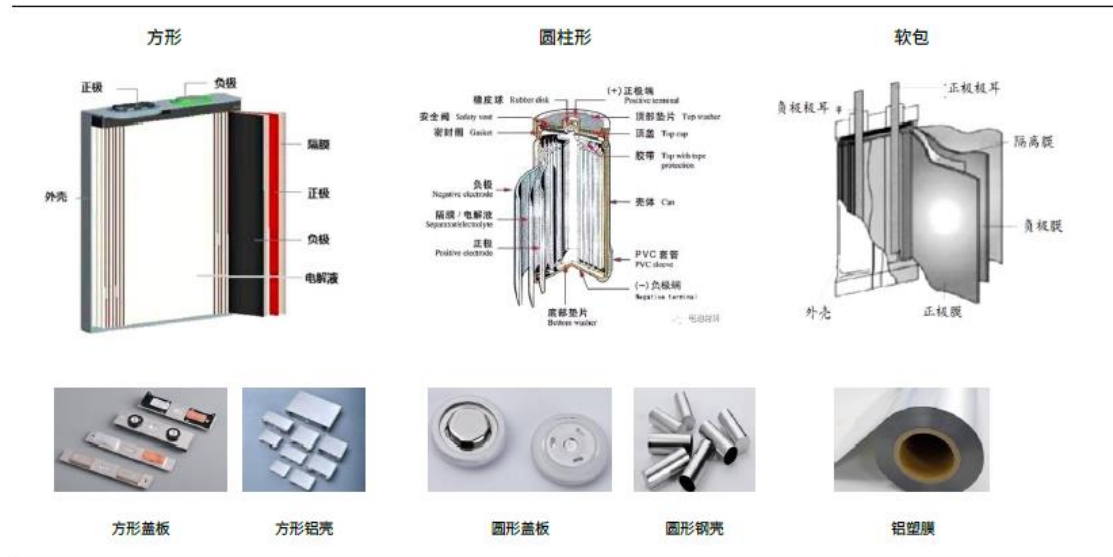 方形
圆柱形
软包
正极
负极
隔膜
正极
外壳
负极
电解液
橡皮球 Rubber disk
(+)正极端
Positive terminal
安全阀 Safety vent
顶部垫片 Top washer
密封圈 Gasket
顶盖 Top cap
胶带 Top with tape
protection
负极
Negative electrode
壳体 Can
隔膜/电解液
Separator/electrolyte
正极
Positive electrode
PVC 套管
PVC sleeve
(-)负极端
Negative terminal
底部垫片
Bottom washer
负极极耳
正极极耳
隔离膜
负极膜
外壳
正极膜
方形盖板
方形铝壳
圆形盖板
圆形钢壳
铝塑膜